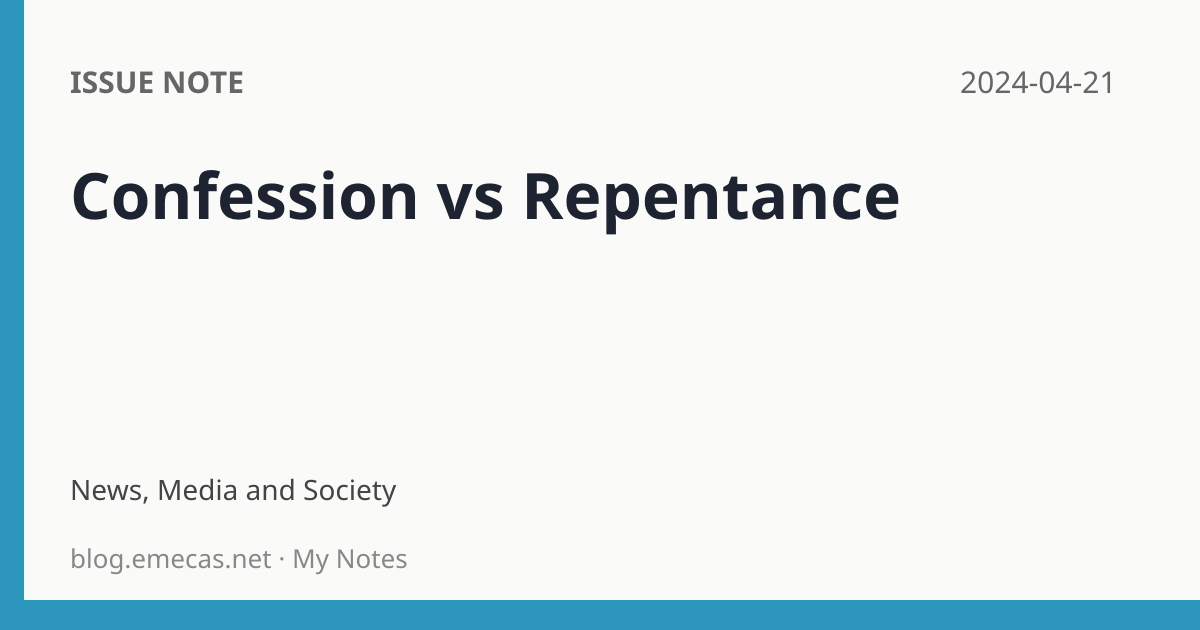 ISSUE NOTE
2024-04-21
Confession vs Repentance
News, Media and Society
blog.emecas.net · My Notes